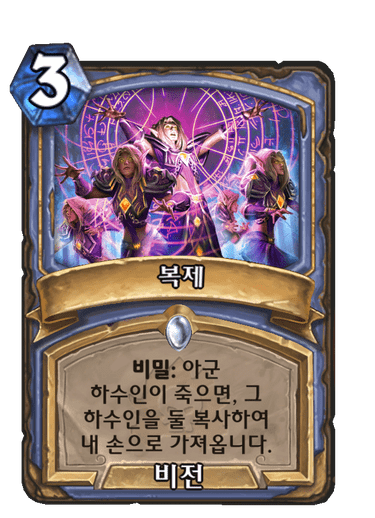 3
복제
비밀: 아군
하수인이 죽으면, 그
하수인을 둘 복사하여
내 손으로 가져옵니다.
비전